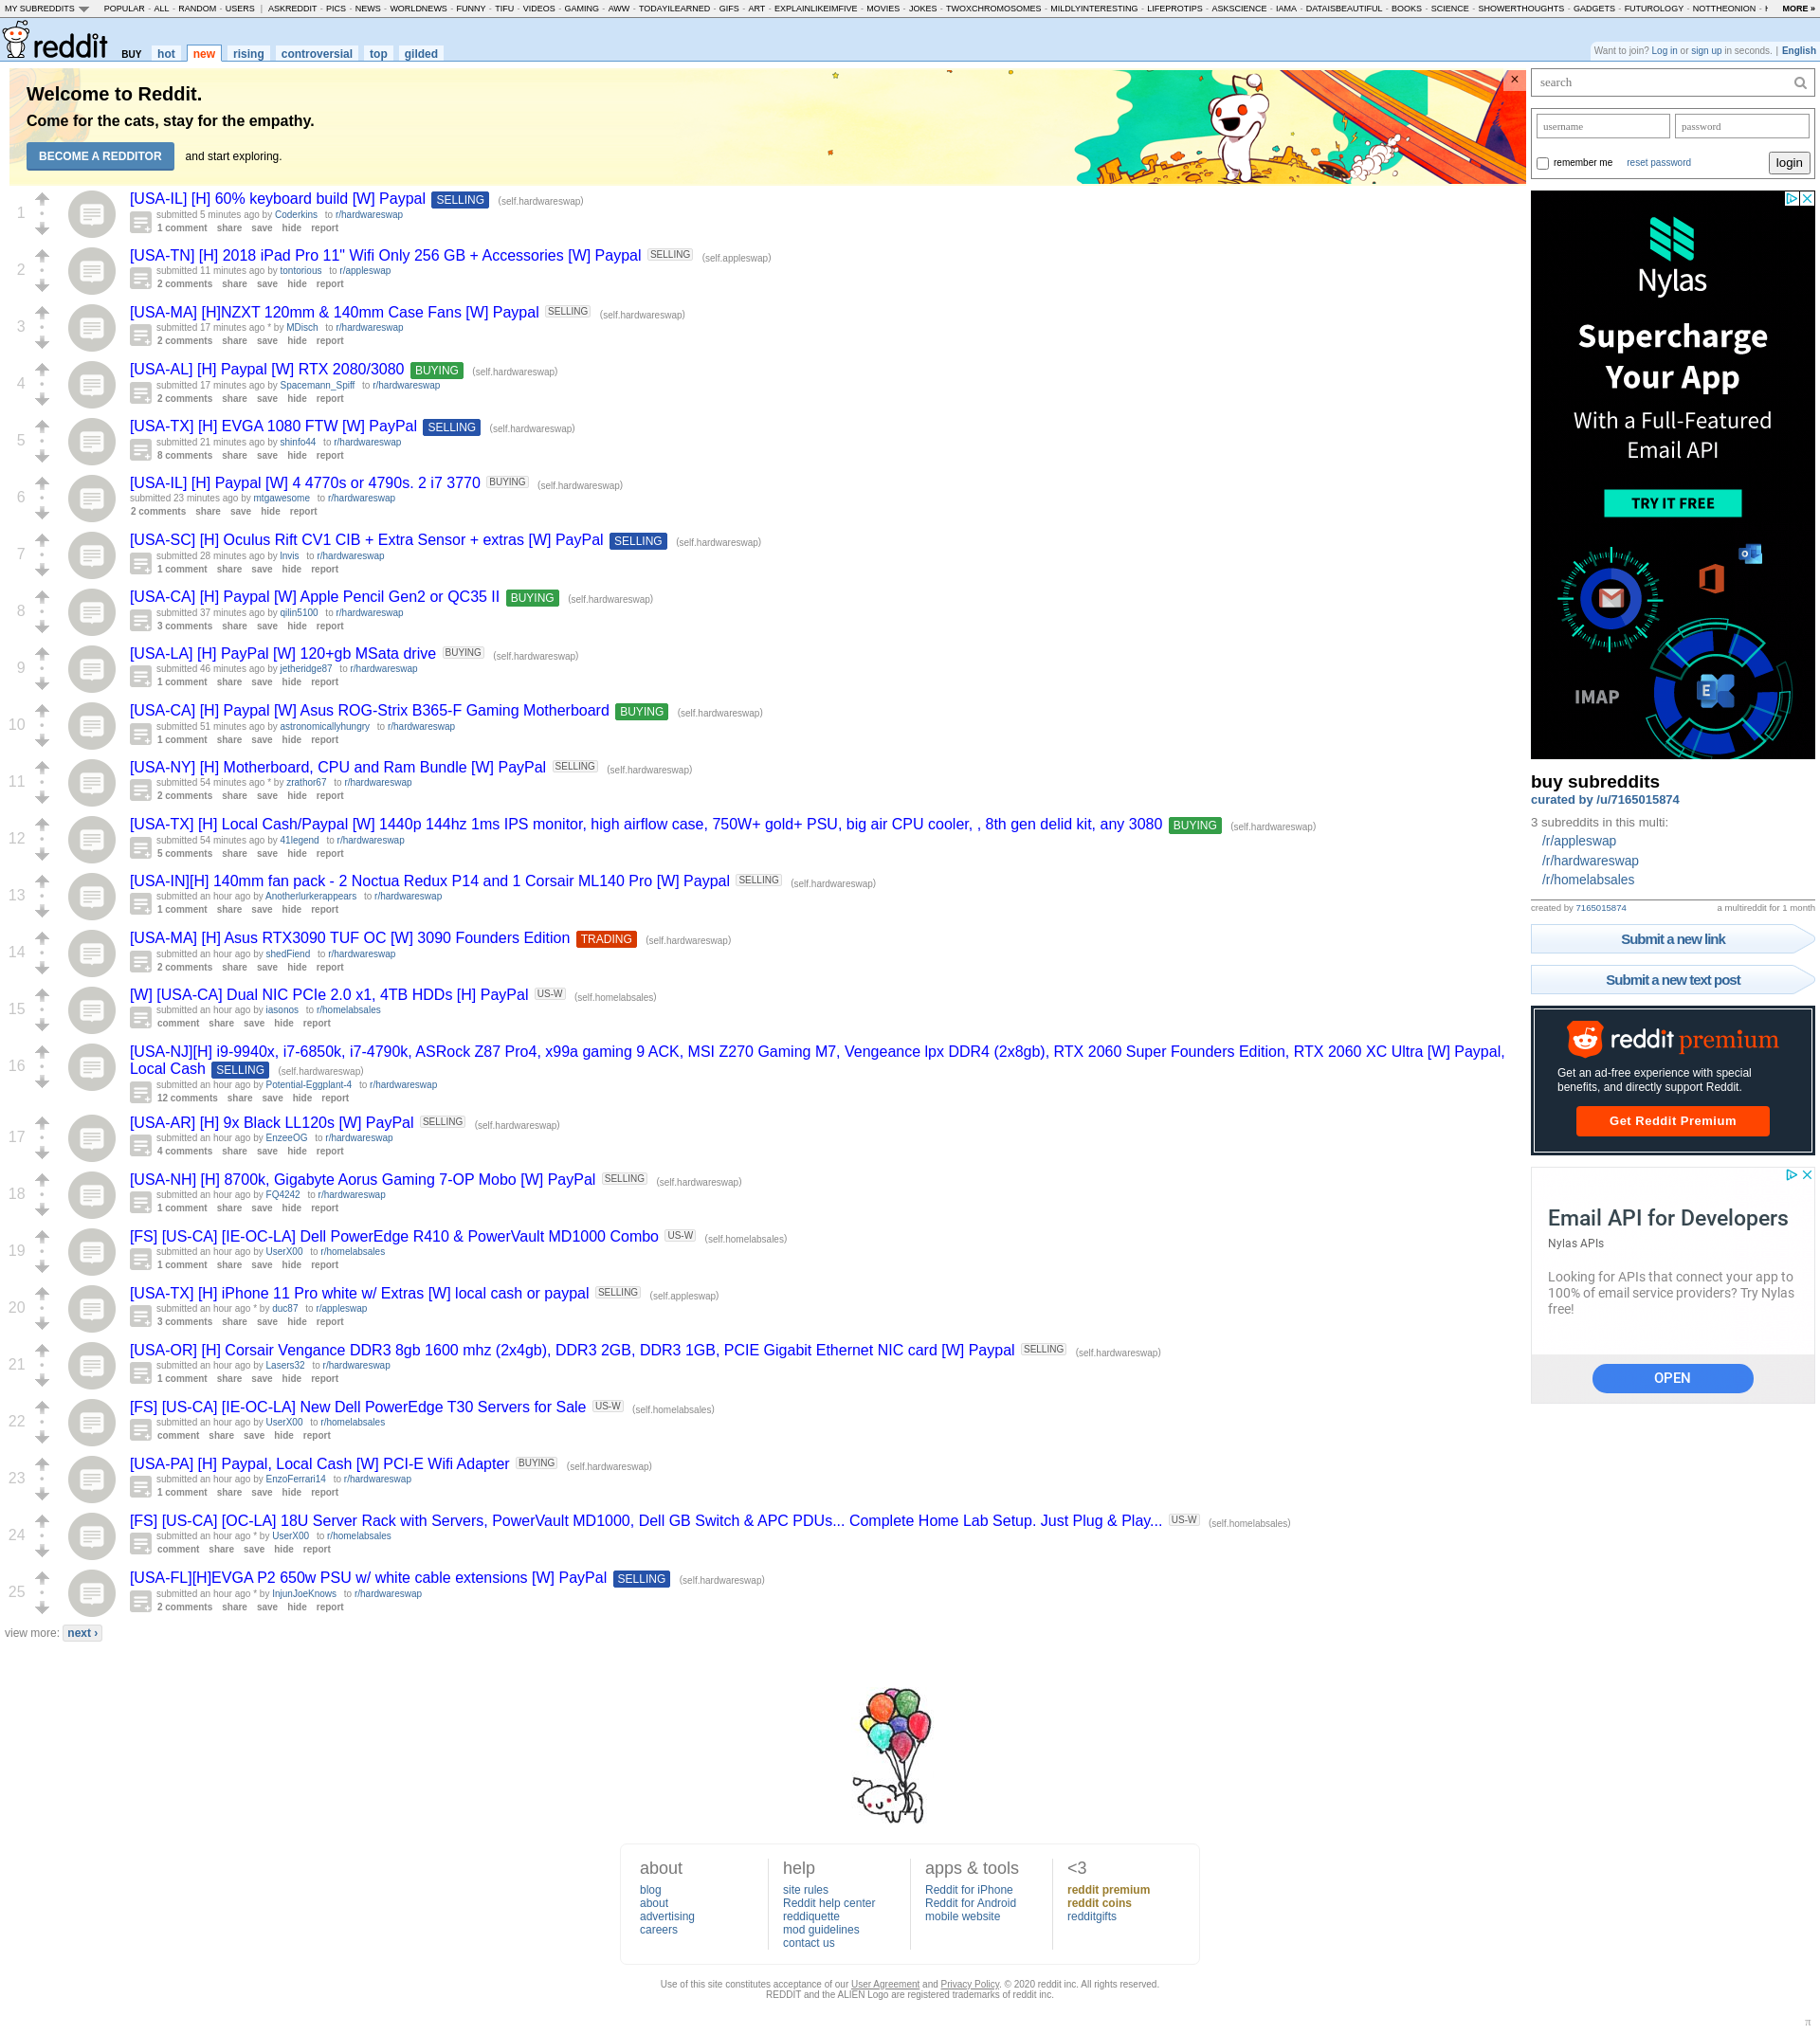 MY SUBREDDITS POPULAR - ALL - RANDOM - USERS | ASKREDDIT - PICS - NEWS - WORLDNEWS - FUNNY - TIFU - VIDEOS - GAMING - AWW - TODAYILEARNED - GIFS - ART - EXPLAINLIKEIMFIVE - MOVIES - JOKES - TWOXCHROMOSOMES - MILDLYINTERESTING - LIFEPROTIPS - ASKSCIENCE - IAMA - DATAISBEAUTIFUL - BOOKS - SCIENCE - SHOWERTHOUGHTS - GADGETS - FUTUROLOGY - NOTTHEONION - MORE »
reddit BUY hot new rising controversial top gilded
Want to join? Log in or sign up in seconds. | English
Welcome to Reddit.
Come for the cats, stay for the empathy.
BECOME A REDDITOR and start exploring.
1
[USA-IL] [H] 60% keyboard build [W] Paypal SELLING (self.hardwareswap)
submitted 5 minutes ago by Coderkins to r/hardwareswap
1 comment share save hide report
2
[USA-TN] [H] 2018 iPad Pro 11" Wifi Only 256 GB + Accessories [W] Paypal SELLING (self.appleswap)
submitted 11 minutes ago by tontorious to r/appleswap
2 comments share save hide report
3
[USA-MA] [H]NZXT 120mm & 140mm Case Fans [W] Paypal SELLING (self.hardwareswap)
submitted 17 minutes ago * by MDisch to r/hardwareswap
2 comments share save hide report
4
[USA-AL] [H] Paypal [W] RTX 2080/3080 BUYING (self.hardwareswap)
submitted 17 minutes ago by Spacemann_Spiff to r/hardwareswap
2 comments share save hide report
5
[USA-TX] [H] EVGA 1080 FTW [W] PayPal SELLING (self.hardwareswap)
submitted 21 minutes ago by shinfo44 to r/hardwareswap
8 comments share save hide report
6
[USA-IL] [H] Paypal [W] 4 4770s or 4790s. 2 i7 3770 BUYING (self.hardwareswap)
submitted 23 minutes ago by mtgawesome to r/hardwareswap
2 comments share save hide report
7
[USA-SC] [H] Oculus Rift CV1 CIB + Extra Sensor + extras [W] PayPal SELLING (self.hardwareswap)
submitted 28 minutes ago by Invis to r/hardwareswap
1 comment share save hide report
8
[USA-CA] [H] Paypal [W] Apple Pencil Gen2 or QC35 II BUYING (self.hardwareswap)
submitted 37 minutes ago by qilin5100 to r/hardwareswap
3 comments share save hide report
9
[USA-LA] [H] PayPal [W] 120+gb MSata drive BUYING (self.hardwareswap)
submitted 46 minutes ago by jetheridge87 to r/hardwareswap
1 comment share save hide report
10
[USA-CA] [H] Paypal [W] Asus ROG-Strix B365-F Gaming Motherboard BUYING (self.hardwareswap)
submitted 51 minutes ago by astronomicallyhungry to r/hardwareswap
1 comment share save hide report
11
[USA-NY] [H] Motherboard, CPU and Ram Bundle [W] PayPal SELLING (self.hardwareswap)
submitted 54 minutes ago * by zrathor67 to r/hardwareswap
2 comments share save hide report
12
[USA-TX] [H] Local Cash/Paypal [W] 1440p 144hz 1ms IPS monitor, high airflow case, 750W+ gold+ PSU, big air CPU cooler, , 8th gen delid kit, any 3080 BUYING (self.hardwareswap)
submitted 54 minutes ago by 41legend to r/hardwareswap
5 comments share save hide report
13
[USA-IN][H] 140mm fan pack - 2 Noctua Redux P14 and 1 Corsair ML140 Pro [W] Paypal SELLING (self.hardwareswap)
submitted an hour ago by Anotherlurkerappears to r/hardwareswap
1 comment share save hide report
14
[USA-MA] [H] Asus RTX3090 TUF OC [W] 3090 Founders Edition TRADING (self.hardwareswap)
submitted an hour ago by shedFiend to r/hardwareswap
2 comments share save hide report
15
[W] [USA-CA] Dual NIC PCIe 2.0 x1, 4TB HDDs [H] PayPal US-W (self.homelabsales)
submitted an hour ago by iasonos to r/homelabsales
comment share save hide report
16
[USA-NJ][H] i9-9940x, i7-6850k, i7-4790k, ASRock Z87 Pro4, x99a gaming 9 ACK, MSI Z270 Gaming M7, Vengeance lpx DDR4 (2x8gb), RTX 2060 Super Founders Edition, RTX 2060 XC Ultra [W] Paypal,
Local Cash SELLING (self.hardwareswap)
submitted an hour ago by Potential-Eggplant-4 to r/hardwareswap
12 comments share save hide report
17
[USA-AR] [H] 9x Black LL120s [W] PayPal SELLING (self.hardwareswap)
submitted an hour ago by EnzeeOG to r/hardwareswap
4 comments share save hide report
18
[USA-NH] [H] 8700k, Gigabyte Aorus Gaming 7-OP Mobo [W] PayPal SELLING (self.hardwareswap)
submitted an hour ago by FQ4242 to r/hardwareswap
1 comment share save hide report
19
[FS] [US-CA] [IE-OC-LA] Dell PowerEdge R410 & PowerVault MD1000 Combo US-W (self.homelabsales)
submitted an hour ago by UserX00 to r/homelabsales
1 comment share save hide report
20
[USA-TX] [H] iPhone 11 Pro white w/ Extras [W] local cash or paypal SELLING (self.appleswap)
submitted an hour ago * by duc87 to r/appleswap
3 comments share save hide report
21
[USA-OR] [H] Corsair Vengance DDR3 8gb 1600 mhz (2x4gb), DDR3 2GB, DDR3 1GB, PCIE Gigabit Ethernet NIC card [W] Paypal SELLING (self.hardwareswap)
submitted an hour ago by Lasers32 to r/hardwareswap
1 comment share save hide report
22
[FS] [US-CA] [IE-OC-LA] New Dell PowerEdge T30 Servers for Sale US-W (self.homelabsales)
submitted an hour ago by UserX00 to r/homelabsales
comment share save hide report
23
[USA-PA] [H] Paypal, Local Cash [W] PCI-E Wifi Adapter BUYING (self.hardwareswap)
submitted an hour ago by EnzoFerrari14 to r/hardwareswap
1 comment share save hide report
24
[FS] [US-CA] [OC-LA] 18U Server Rack with Servers, PowerVault MD1000, Dell GB Switch & APC PDUs... Complete Home Lab Setup. Just Plug & Play... US-W (self.homelabsales)
submitted an hour ago * by UserX00 to r/homelabsales
comment share save hide report
25
[USA-FL][H]EVGA P2 650w PSU w/ white cable extensions [W] PayPal SELLING (self.hardwareswap)
submitted an hour ago * by InjunJoeKnows to r/hardwareswap
2 comments share save hide report
view more: next ›
search
username password
remember me reset password login
Nylas
Supercharge
Your App
With a Full-Featured
Email API
TRY IT FREE
IMAP
buy subreddits
curated by /u/7165015874
3 subreddits in this multi:
/r/appleswap
/r/hardwareswap
/r/homelabsales
created by 7165015874 a multireddit for 1 month
Submit a new link
Submit a new text post
reddit premium
Get an ad-free experience with special
benefits, and directly support Reddit.
Get Reddit Premium
Email API for Developers
Nylas APIs
Looking for APIs that connect your app to
100% of email service providers? Try Nylas
free!
OPEN
about
blog
about
advertising
careers
help
site rules
Reddit help center
reddiquette
mod guidelines
contact us
apps & tools
Reddit for iPhone
Reddit for Android
mobile website
<3
reddit premium
reddit coins
redditgifts
Use of this site constitutes acceptance of our User Agreement and Privacy Policy. © 2020 reddit inc. All rights reserved.
REDDIT and the ALIEN Logo are registered trademarks of reddit inc.
π